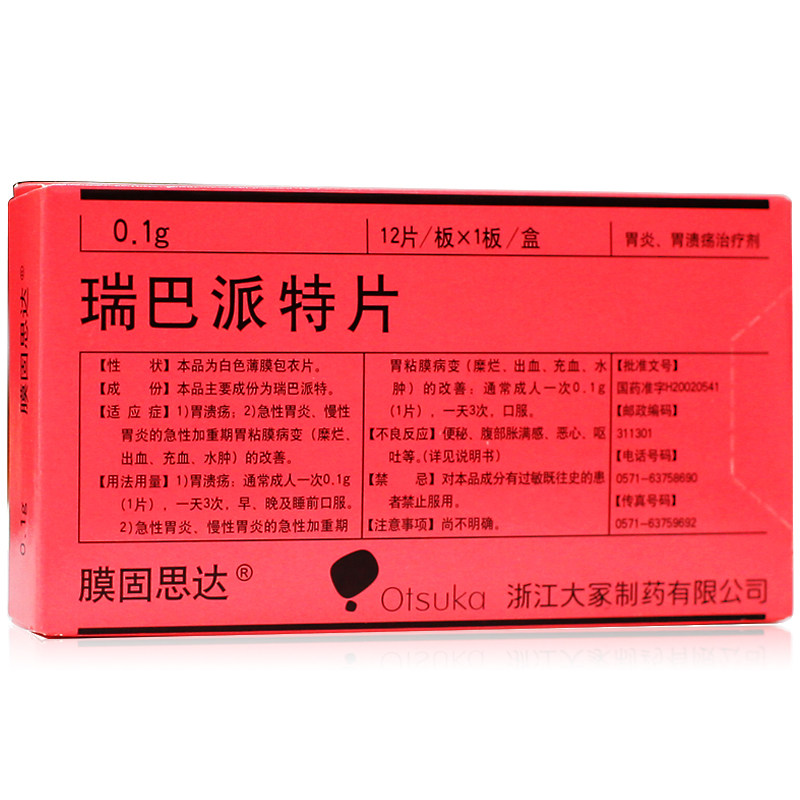 0.1g
12片/板×1板/盒
胃炎、胃溃疡治疗剂
瑞巴派特片
【性 状】本品为白色薄膜包衣片。
【成 份】本品主要成份为瑞巴派特。
【适 应 症】1)胃溃疡；2)急性胃炎、慢性
胃炎的急性加重期胃粘膜病变（糜烂、
出血、充血、水肿）的改善。
【用法用量】1)胃溃疡：通常成人一次0.1g
（1片），一天3次，早、晚及睡前口服。
2)急性胃炎、慢性胃炎的急性加重期
胃粘膜病变（糜烂、出血、充血、水
肿）的改善：通常成人一次0.1g
（1片），一天3次，口服。
【不良反应】便秘、腹部胀满感、恶心、呕
吐等。（详见说明书）
【禁 忌】对本品成分有过敏既往史的患
者禁止服用。
【注意事项】尚不明确。
【批准文号】
国药准字H20020541
【邮政编码】
311301
【电话号码】
0571-63758690
【传真号码】
0571-63759692
膜固思达®
Otsuka 浙江大冢制药有限公司
膜固思达®
0.1g